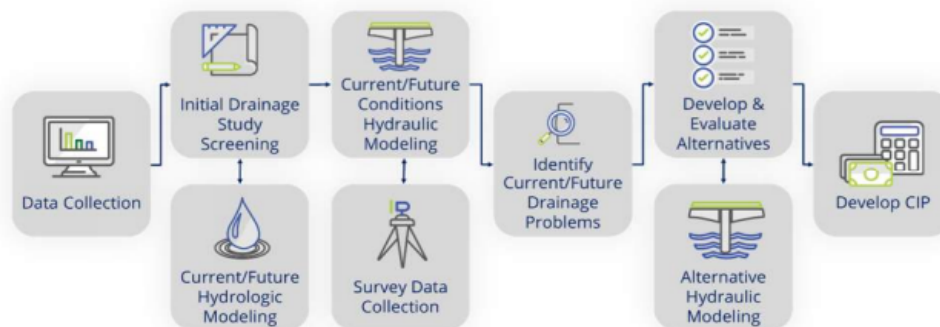 Data Collection
Initial Drainage
Study
Screening
Current/Future
Hydrologic
Modeling
Current/Future
Conditions
Hydraulic
Modeling
Survey Data
Collection
Identify
Current/Future
Drainage
Problems
Develop &
Evaluate
Alternatives
Alternative
Hydraulic
Modeling
Develop CIP